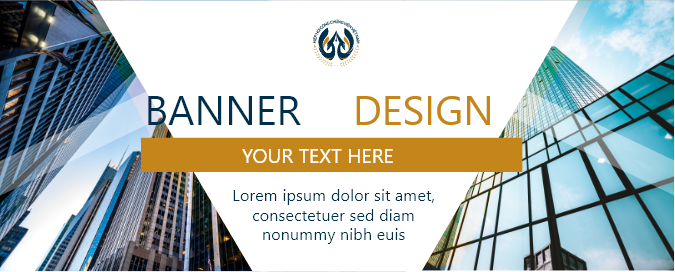 BANNER DESIGN
YOUR TEXT HERE
Lorem ipsum dolor sit amet,
consectetuer sed diam
nonummy nibh euis